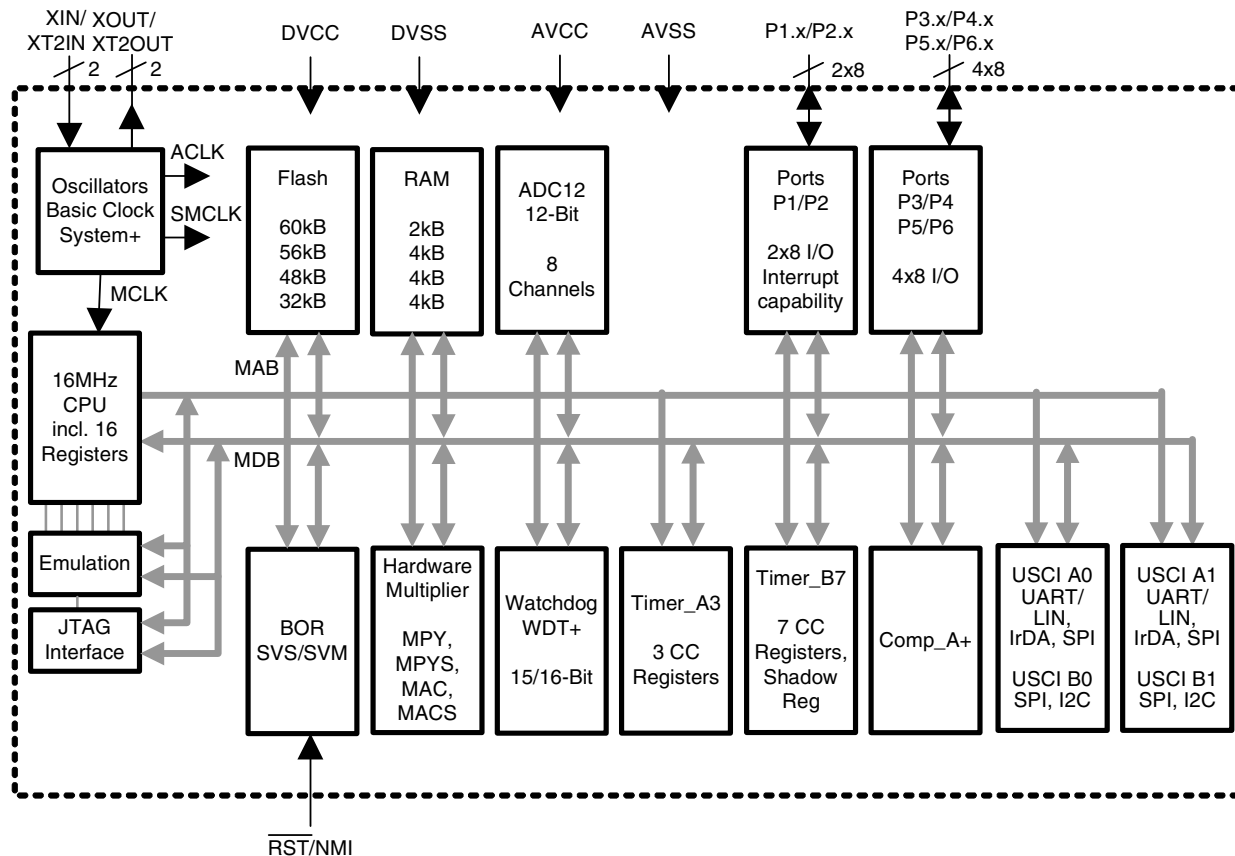 XIN/
XT2IN
XOUT/
XT2OUT
DVCC
DVSS
AVCC
AVSS
P1.x/P2.x
P3.x/P4.x
P5.x/P6.x
2
2
2x8
4x8
Oscillators
Basic Clock
System+
ACLK
SMCLK
MCLK
Flash
60kB
56kB
48kB
32kB
RAM
2kB
4kB
4kB
4kB
ADC12
12-Bit
8
Channels
Ports
P1/P2
2x8 I/O
Interrupt
capability
Ports
P3/P4
P5/P6
4x8 I/O
16MHz
CPU
incl. 16
Registers
MAB
MDB
Emulation
JTAG
Interface
BOR
SVS/SVM
Hardware
Multiplier
MPY,
MPYS,
MAC,
MACS
Watchdog
WDT+
15/16-Bit
Timer_A3
3 CC
Registers
Timer_B7
7 CC
Registers,
Shadow
Reg
Comp_A+
USCI A0
UART/
LIN,
IrDA, SPI
USCI B0
SPI, I2C
USCI A1
UART/
LIN,
IrDA, SPI
USCI B1
SPI, I2C
RST/NMI